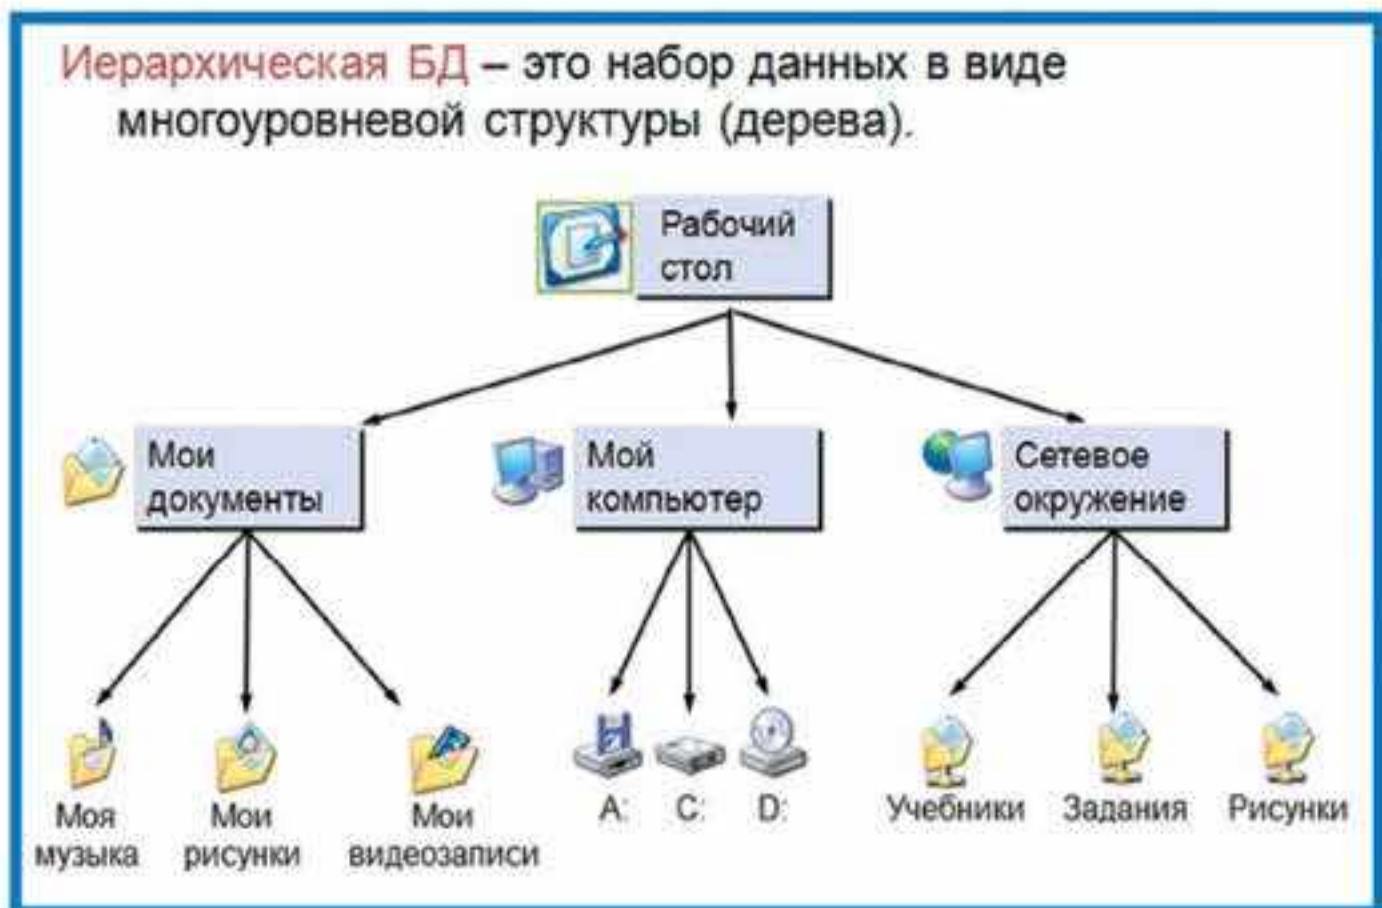 Иерархическая БД – это набор данных в виде
многоуровневой структуры (дерева).
Рабочий
стол
Мои
документы
Мой
компьютер
Сетевое
окружение
Моя
музыка
Мои
рисунки
Мои
видеозаписи
A:
C:
D:
Учебники
Задания
Рисунки